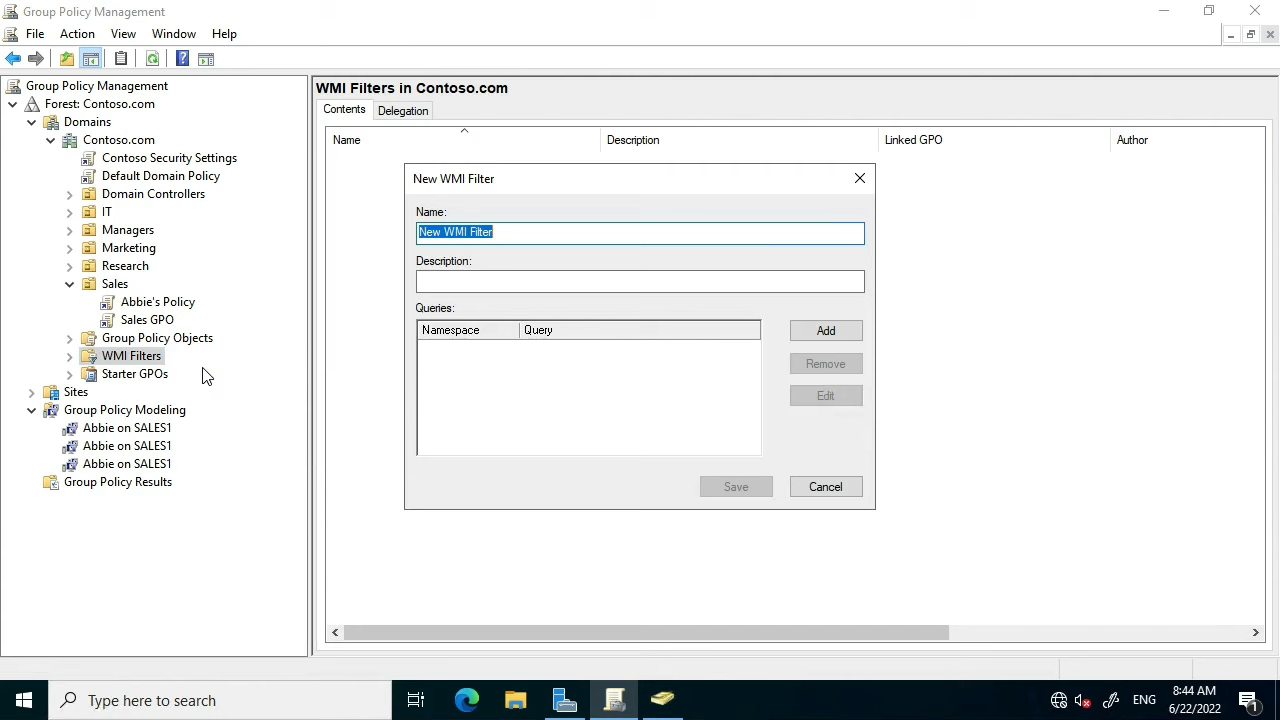 Group Policy Management
File Action View Window Help
Group Policy Management
Forest: Contoso.com
Domains
Contoso.com
Contoso Security Settings
Default Domain Policy
Domain Controllers
IT
Managers
Marketing
Research
Sales
Abbie's Policy
Sales GPO
Group Policy Objects
WMI Filters
Starter GPOs
Sites
Group Policy Modeling
Abbie on SALES1
Abbie on SALES1
Abbie on SALES1
Group Policy Results
WMI Filters in Contoso.com
Contents Delegation
Name Description Linked GPO Author
New WMI Filter
Name:
New WMI Filter
Description:
Queries:
Namespace Query
Add
Remove
Edit
Save Cancel
Type here to search
ENG
8:44 AM
6/22/2022
1